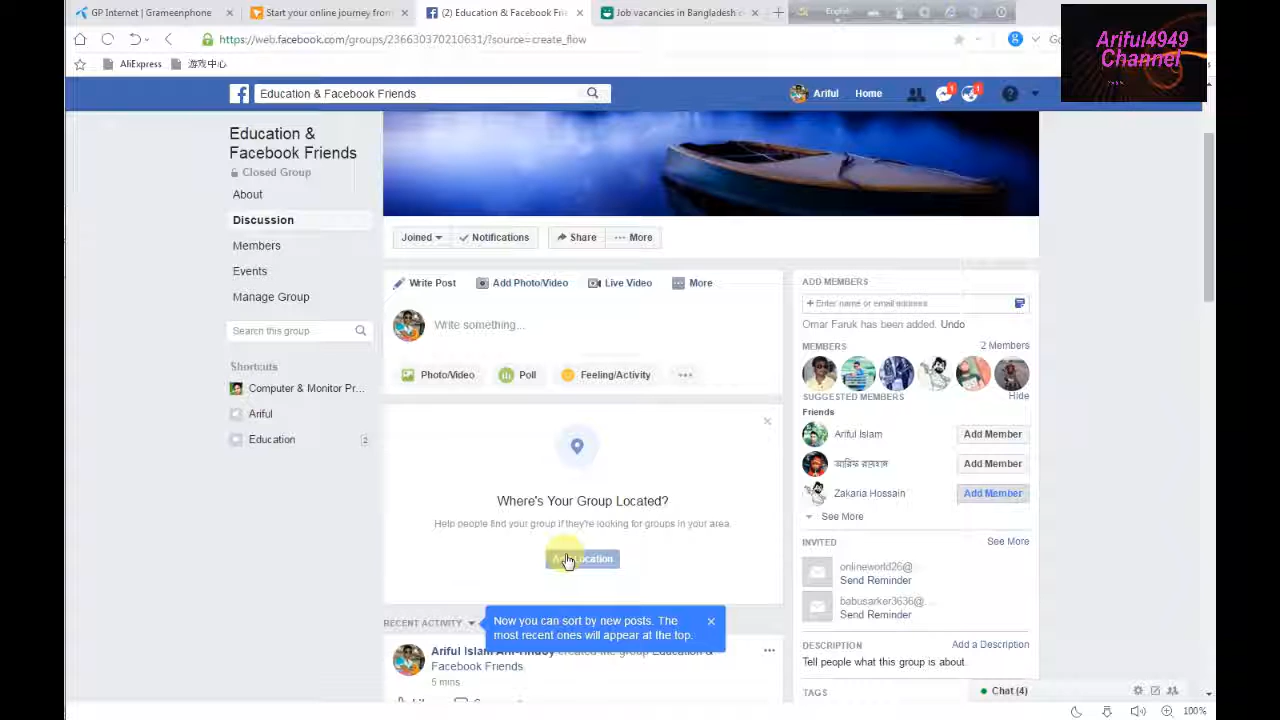 GP Internet | Grameenphone
Start your online journey from
(2) Education & Facebook Frie
Job vacancies in Bangladesh -
English
https://web.facebook.com/groups/236630370210631/?source=create_flow
Ariful4949
Channel
AliExpress
游戏中心
Education & Facebook Friends
Ariful
Home
Education &
Facebook Friends
Closed Group
About
Discussion
Members
Events
Manage Group
Search this group
Shortcuts
Computer & Monitor Pr...
Ariful
Education
2
Joined
Notifications
Share
More
Write Post
Add Photo/Video
Live Video
More
Write something...
Photo/Video
Poll
Feeling/Activity
Where's Your Group Located?
Help people find your group if they're looking for groups in your area.
Location
RECENT ACTIVITY
Now you can sort by new posts. The
most recent ones will appear at the top.
created the group Education &
Facebook Friends
5 mins
ADD MEMBERS
+ Enter name or email address
Omar Faruk has been added. Undo
MEMBERS
2 Members
SUGGESTED MEMBERS
Hide
Friends
Ariful Islam
Add Member
Add Member
Zakaria Hossain
Add Member
See More
INVITED
See More
onlineworld26@
Send Reminder
babusarker3636@...
Send Reminder
DESCRIPTION
Add a Description
Tell people what this group is about.
TAGS
Chat (4)
100%